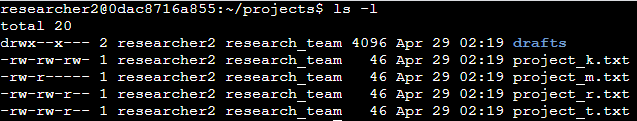 researcher2@0dac8716a855:~/projects$ ls -l
total 20
drwx--x--- 2 researcher2 research_team 4096 Apr 29 02:19 drafts
-rw-rw-rw- 1 researcher2 research_team   46 Apr 29 02:19 project_k.txt
-rw-r----- 1 researcher2 research_team   46 Apr 29 02:19 project_m.txt
-rw-rw-r-- 1 researcher2 research_team   46 Apr 29 02:19 project_r.txt
-rw-rw-r-- 1 researcher2 research_team   46 Apr 29 02:19 project_t.txt